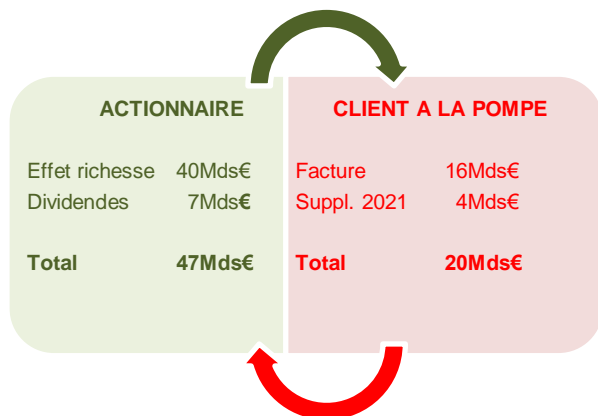 ACTIONNAIRE
Effet richesse 40Mds€
Dividendes 7Mds€
Total 47Mds€
CLIENT A LA POMPE
Facture 16Mds€
Suppl. 2021 4Mds€
Total 20Mds€